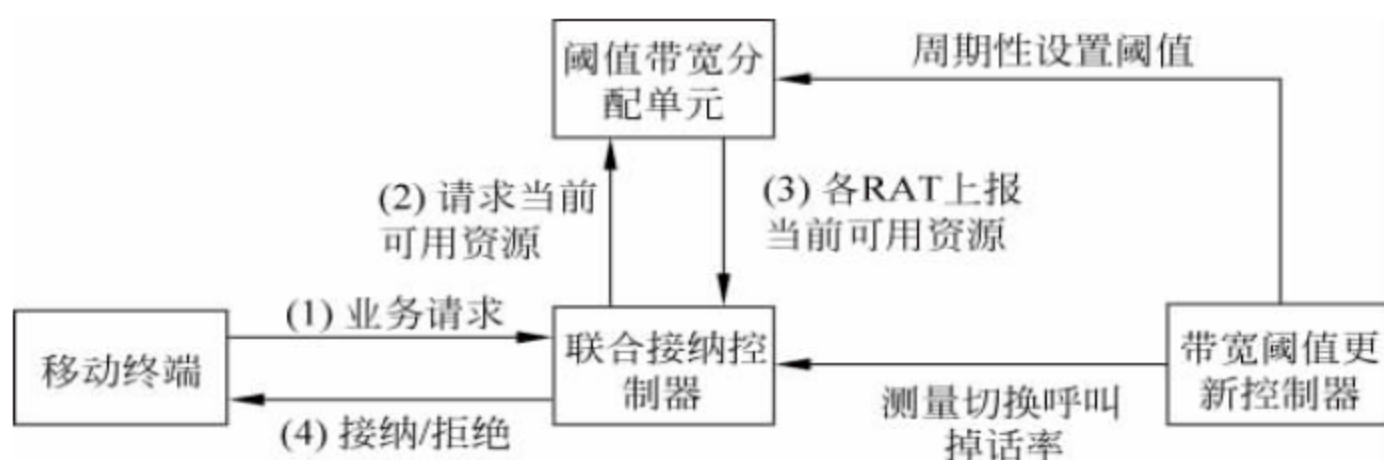 阈值带宽分
配单元
周期性设置阈值
(2) 请求当前
可用资源
(3) 各RAT上报
当前可用资源
(1) 业务请求
移动终端
联合接纳控
制器
(4) 接纳/拒绝
测量切换呼叫
掉话率
带宽阈值更
新控制器